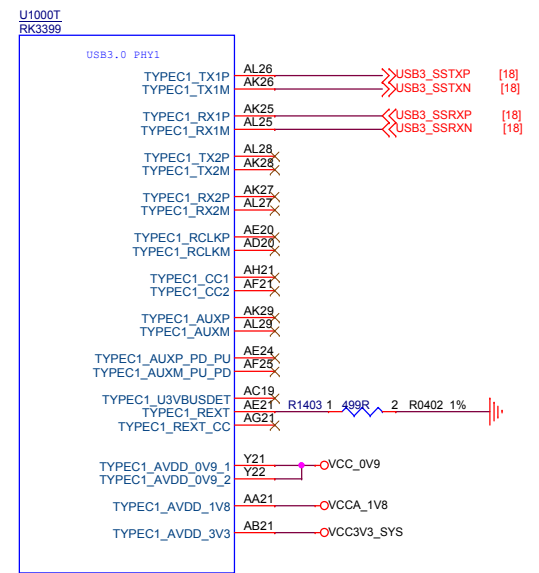 U1000T
RK3399
USB3.0 PHY1
TYPEC1_TX1P AL26 USB3_SSTXP [18]
TYPEC1_TX1M AK26 USB3_SSTXN [18]
TYPEC1_RX1P AK25 USB3_SSRXP [18]
TYPEC1_RX1M AL25 USB3_SSRXN [18]
TYPEC1_TX2P AL28
TYPEC1_TX2M AK28
TYPEC1_RX2P AK27
TYPEC1_RX2M AL27
TYPEC1_RCLKP AE20
TYPEC1_RCLKM AD20
TYPEC1_CC1 AH21
TYPEC1_CC2 AF21
TYPEC1_AUXP AK29
TYPEC1_AUXM AL29
TYPEC1_AUXP_PD_PU AE24
TYPEC1_AUXM_PU_PD AF25
TYPEC1_U3VBUSDET AC19
TYPEC1_REXT AE21 R1403 1 499R 2 R0402 1%
TYPEC1_REXT_CC AG21
TYPEC1_AVDD_0V9_1 Y21 VCC_0V9
TYPEC1_AVDD_0V9_2 Y22
TYPEC1_AVDD_1V8 AA21 VCCA_1V8
TYPEC1_AVDD_3V3 AB21 VCC3V3_SYS